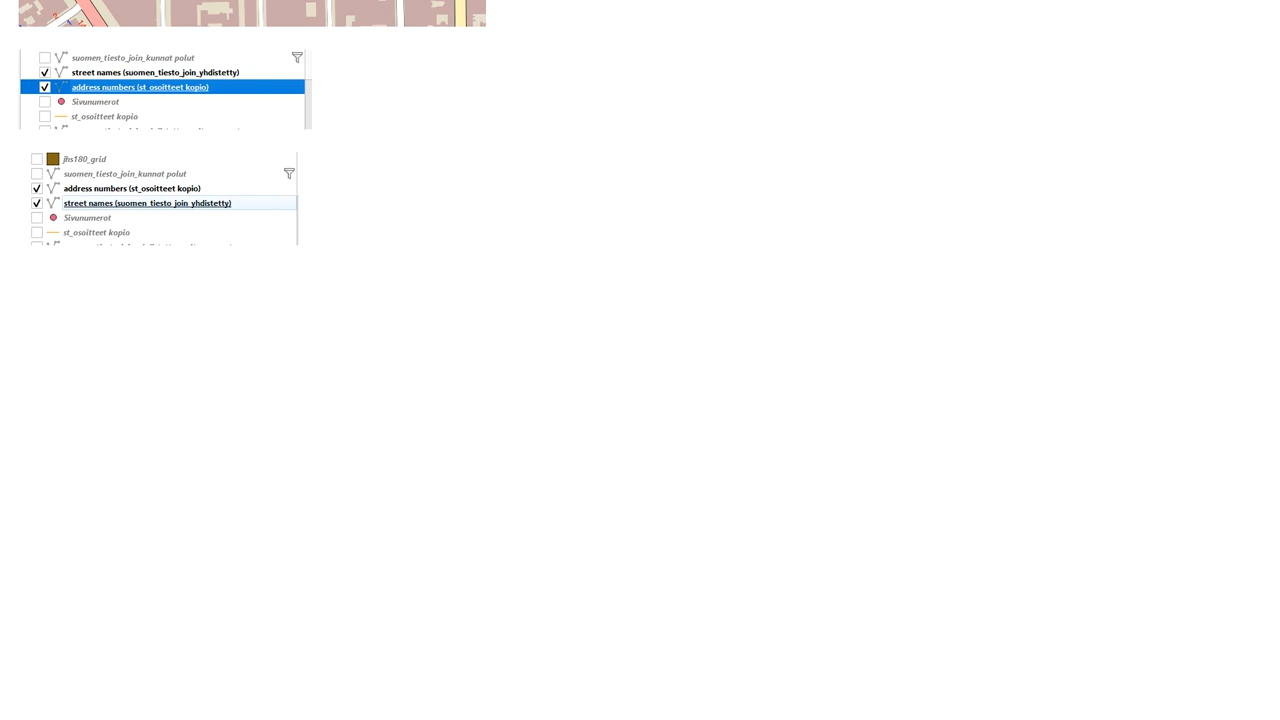 suomen_tiesto_join_kunnat polut
street names (suomen_tiesto_join_yhdistetty)
address numbers (st_osoitteet kopio)
Sivunumerot
st_osoitteet kopio
jhs180_grid
suomen_tiesto_join_kunnat polut
address numbers (st_osoitteet kopio)
street names (suomen_tiesto_join_yhdistetty)
Sivunumerot
st_osoitteet kopio